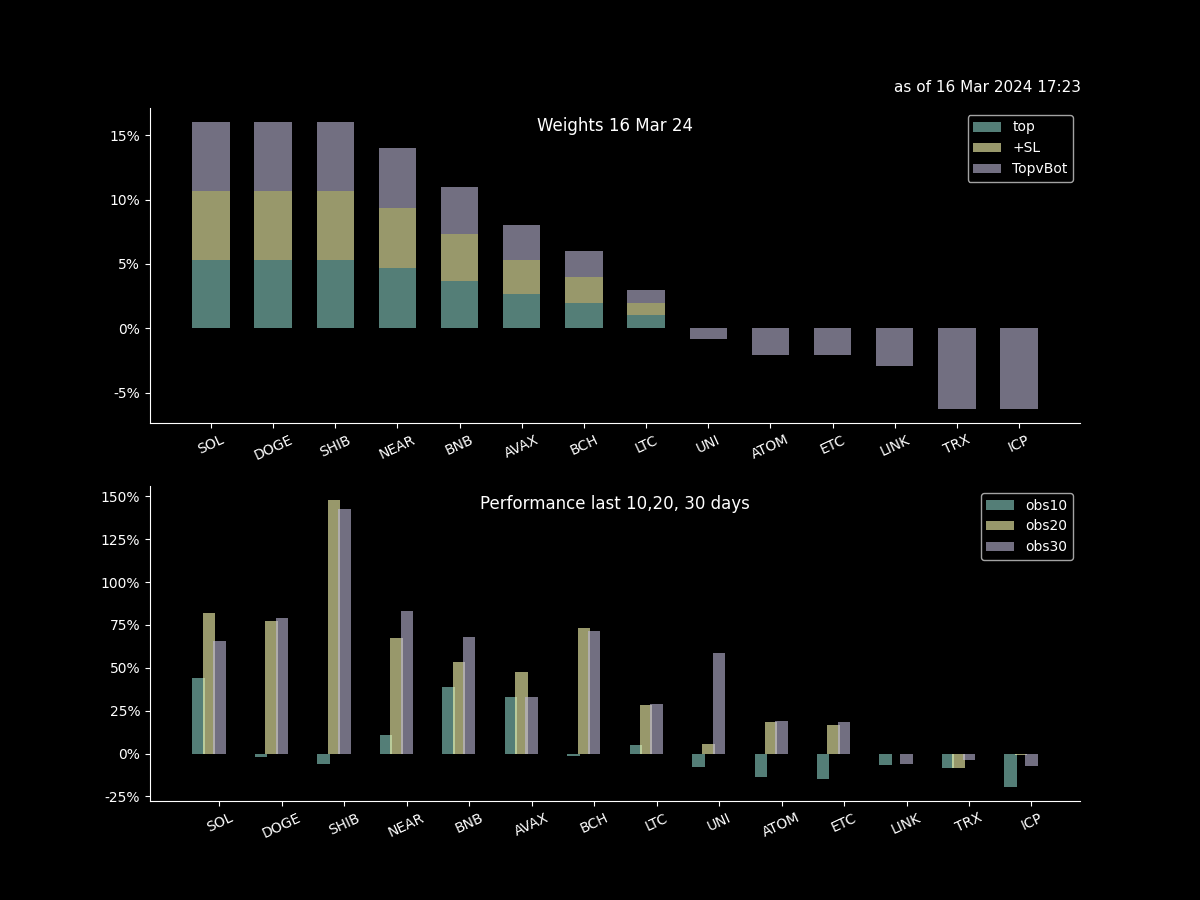 as of 16 Mar 2024 17:23
Weights 16 Mar 24
top
+SL
TopvBot
15%
10%
5%
0%
-5%
SOL DOGE SHIB NEAR BNB AVAX BCH LTC UNI ATOM ETC LINK TRX ICP
Performance last 10,20, 30 days
obs10
obs20
obs30
150%
125%
100%
75%
50%
25%
0%
-25%
SOL DOGE SHIB NEAR BNB AVAX BCH LTC UNI ATOM ETC LINK TRX ICP